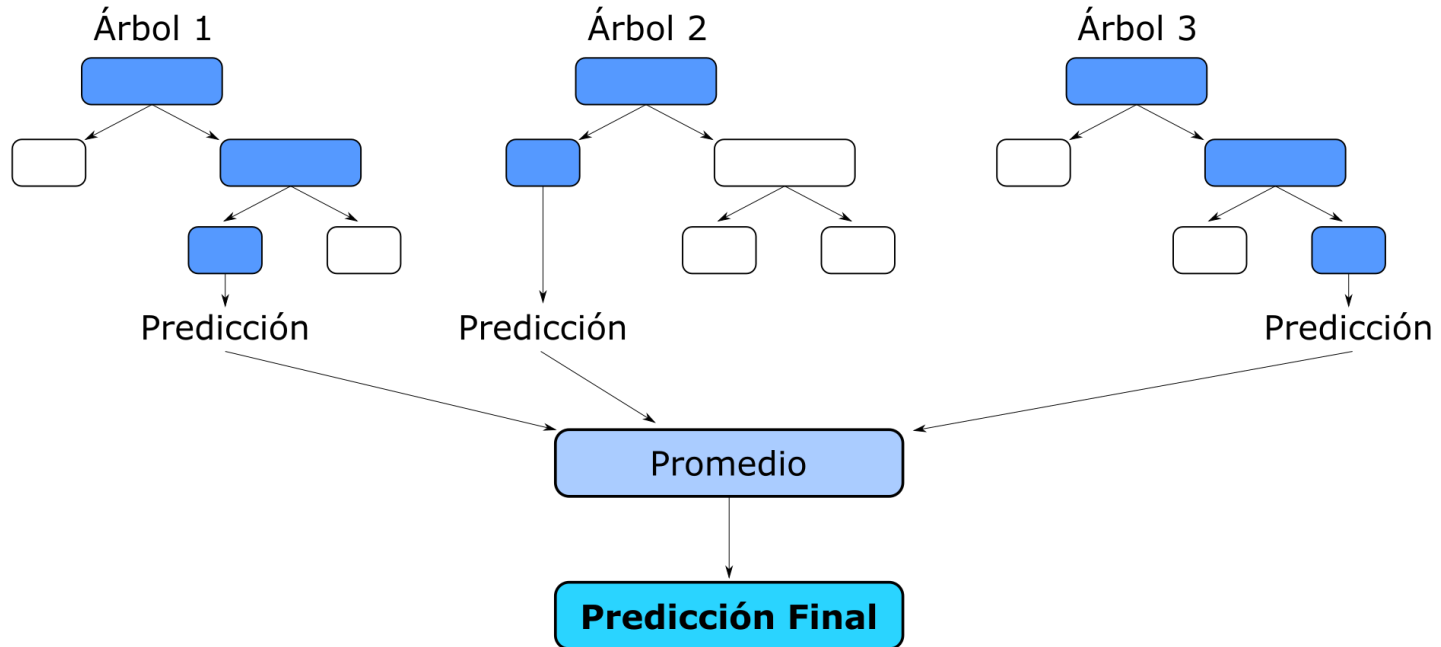 Árbol 1
Árbol 2
Árbol 3
Predicción
Predicción
Predicción
Promedio
Predicción Final